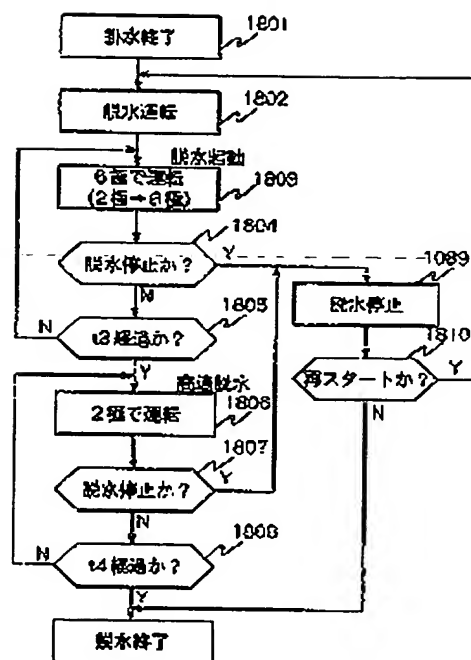 排水終了
1801
脱水運転
1802
脱水起動
6極で運転
(2極→6極)
1803
1804
脱水停止か?
Y
N
1805
t3経過か?
N
Y
高速脱水
1806
2極で運転
1807
脱水停止か?
Y
N
1808
t4経過か?
N
Y
脱水終了
1089
脱水停止
1810
再スタートか?
Y
N